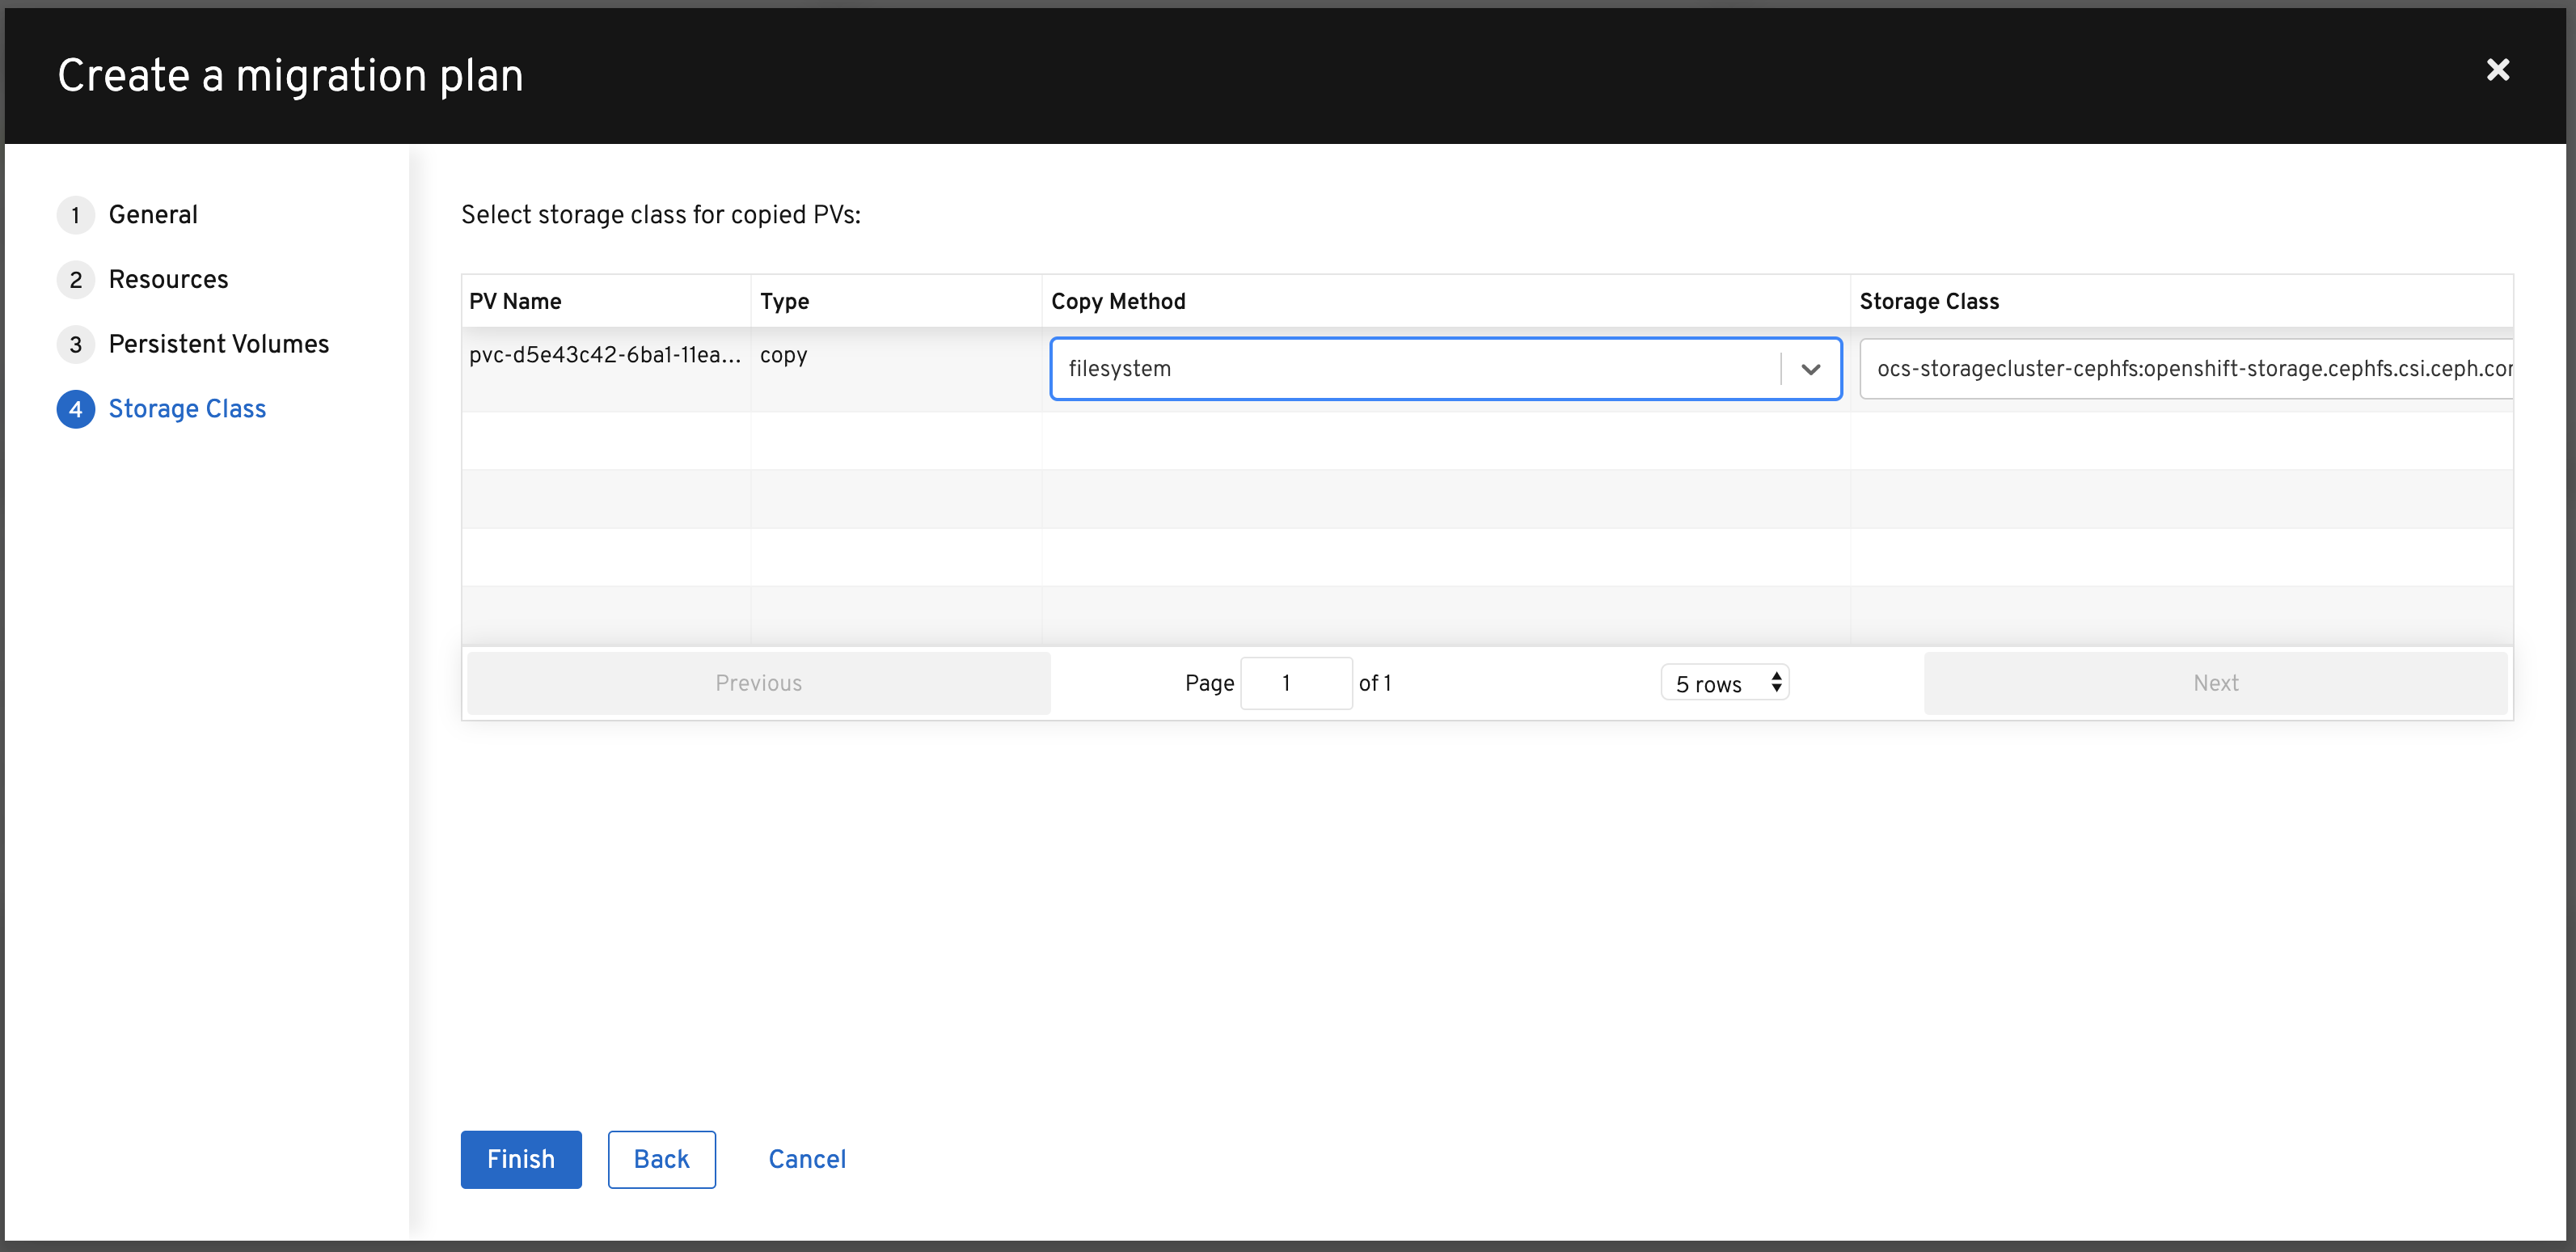 Create a migration plan
1 General
2 Resources
3 Persistent Volumes
4 Storage Class
Select storage class for copied PVs:
PV Name Type Copy Method Storage Class
pvc-d5e43c42-6ba1-11ea... copy filesystem ocs-storagecluster-cephfs:openshift-storage.cephfs.csi.ceph.cor
Previous Page 1 of 1 5 rows Next
Finish Back Cancel